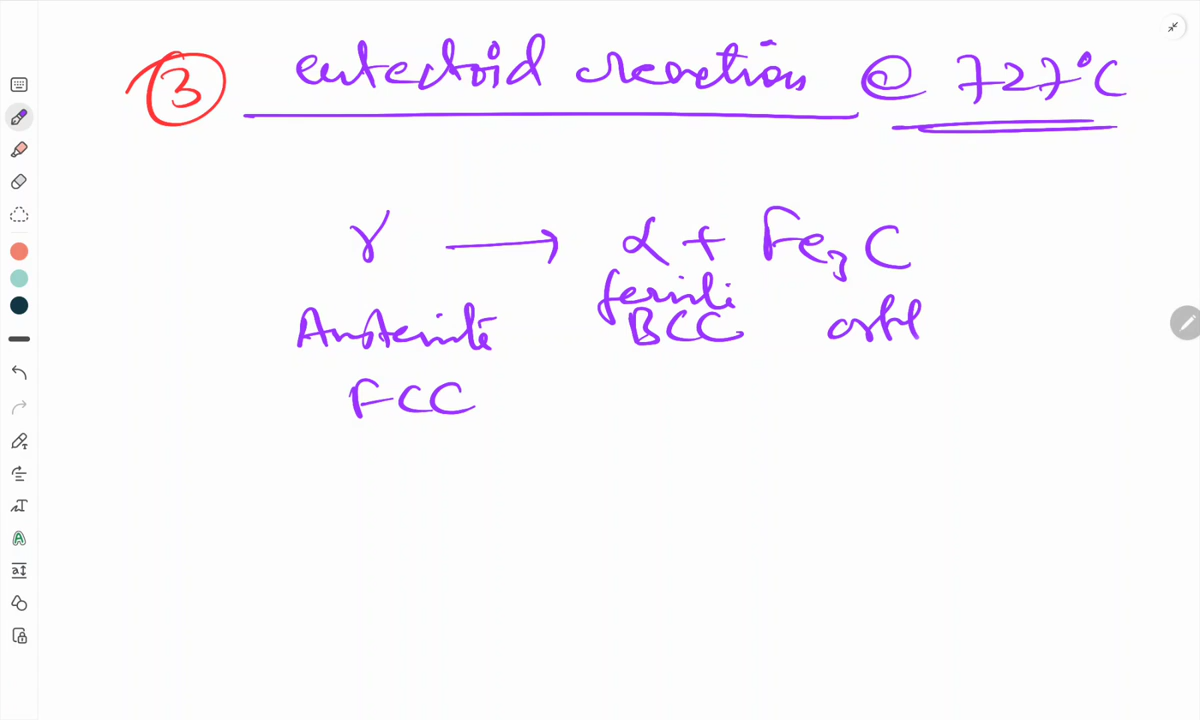 3 eutectoid reaction @ 727°C
γ → α + Fe3C
Austenite ferrite
BCC orth
FCC